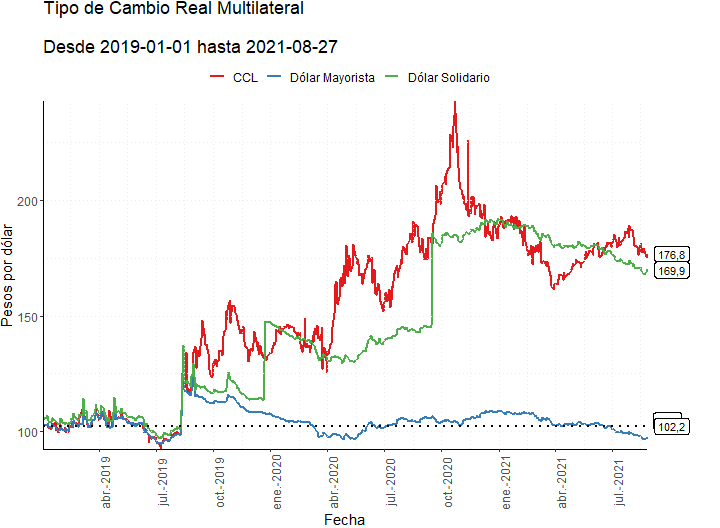 Tipo de Cambio Real Multilateral
Desde 2019-01-01 hasta 2021-08-27
CCL Dólar Mayorista Dólar Solidario
Pesos por dólar
200
150
100
176,8
169,9
102,2
abr.-2019 jul.-2019 oct.-2019 ene.-2020 abr.-2020 jul.-2020 oct.-2020 ene.-2021 abr.-2021 jul.-2021
Fecha